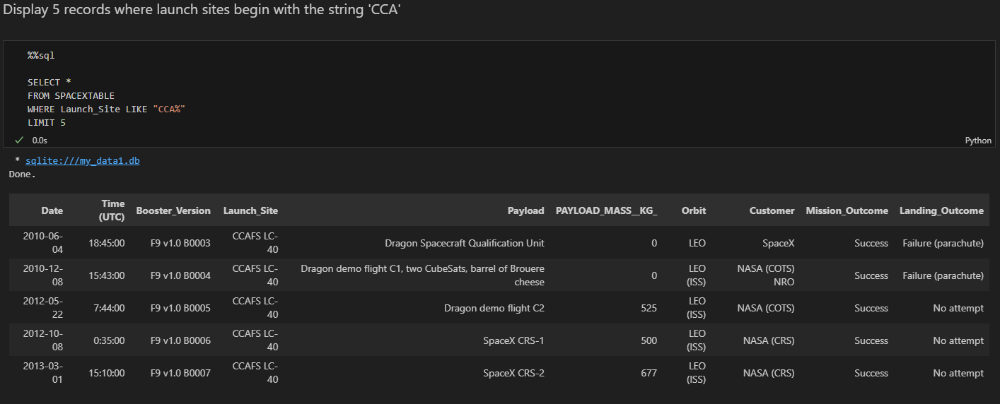 Display 5 records where launch sites begin with the string 'CCA'
%%sql
SELECT *
FROM SPACEXTABLE
WHERE Launch_Site LIKE "CCA%"
LIMIT 5
0.0s
Python
* sqlite:///my_data1.db
Done.
Date Time (UTC) Booster_Version Launch_Site Payload PAYLOAD_MASS__KG_ Orbit Customer Mission_Outcome Landing_Outcome
2010-06-04 18:45:00 F9 v1.0 B0003 CCAFS LC-40 Dragon Spacecraft Qualification Unit 0 LEO SpaceX Success Failure (parachute)
2010-12-08 15:43:00 F9 v1.0 B0004 CCAFS LC-40 Dragon demo flight C1, two CubeSats, barrel of Brouere cheese 0 LEO (ISS) NASA (COTS) NRO Success Failure (parachute)
2012-05-22 7:44:00 F9 v1.0 B0005 CCAFS LC-40 Dragon demo flight C2 525 LEO (ISS) NASA (COTS) Success No attempt
2012-10-08 0:35:00 F9 v1.0 B0006 CCAFS LC-40 SpaceX CRS-1 500 LEO (ISS) NASA (CRS) Success No attempt
2013-03-01 15:10:00 F9 v1.0 B0007 CCAFS LC-40 SpaceX CRS-2 677 LEO (ISS) NASA (CRS) Success No attempt